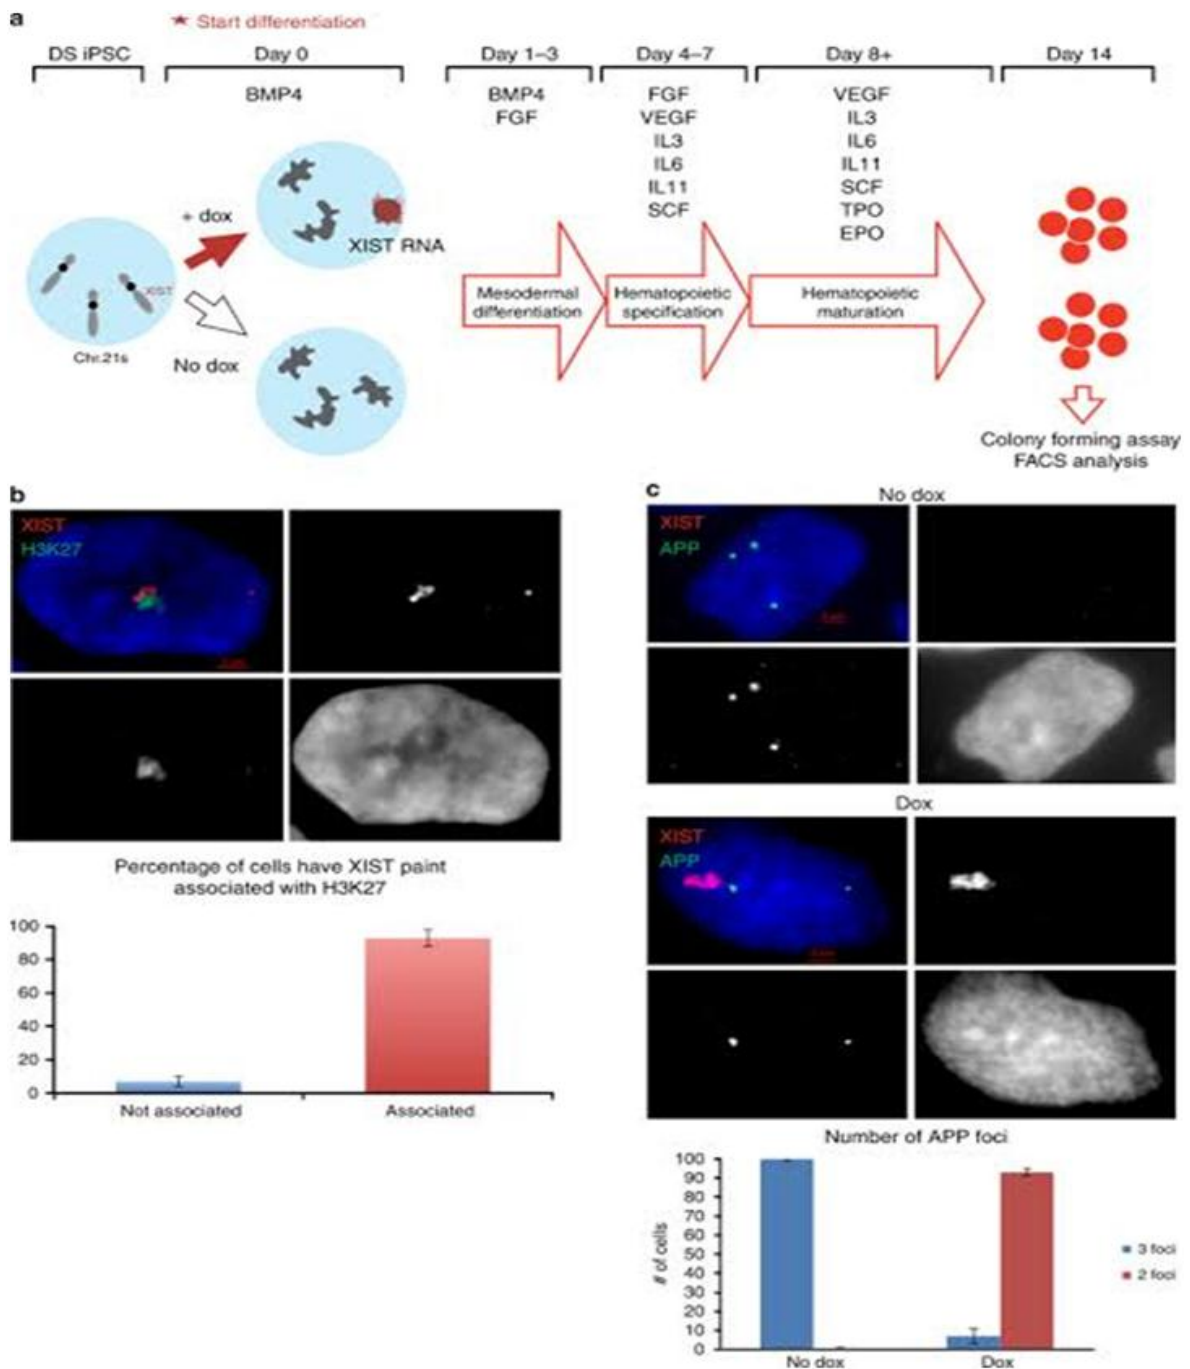 a
★ Start differentiation
DS iPSC
Day 0
Day 1–3
Day 4–7
Day 8+
Day 14
BMP4
BMP4
FGF
FGF
VEGF
IL3
IL6
IL11
SCF
VEGF
IL3
IL6
IL11
SCF
TPO
EPO
+ dox
XIST RNA
XIST
Chr.21s
No dox
Mesodermal
differentiation
Hematopoietic
specification
Hematopoietic
maturation
Colony forming assay
FACS analysis
b
XIST
H3K27
Percentage of cells have XIST paint
associated with H3K27
100
80
60
40
20
0
Not associated
Associated
c
No dox
XIST
APP
Dox
XIST
APP
Number of APP foci
# of cells
100
90
80
70
60
50
40
30
20
10
0
No dox
Dox
3 foci
2 foci